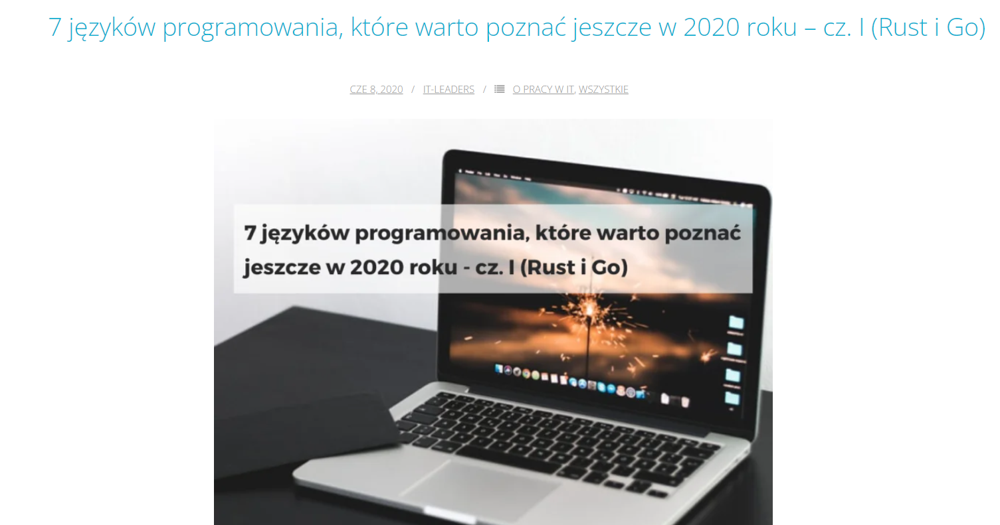 7 języków programowania, które warto poznać jeszcze w 2020 roku – cz. I (Rust i Go)
CZE 8, 2020 / IT-LEADERS / O PRACY W IT, WSZYSTKIE
7 języków programowania, które warto poznać
jeszcze w 2020 roku - cz. I (Rust i Go)